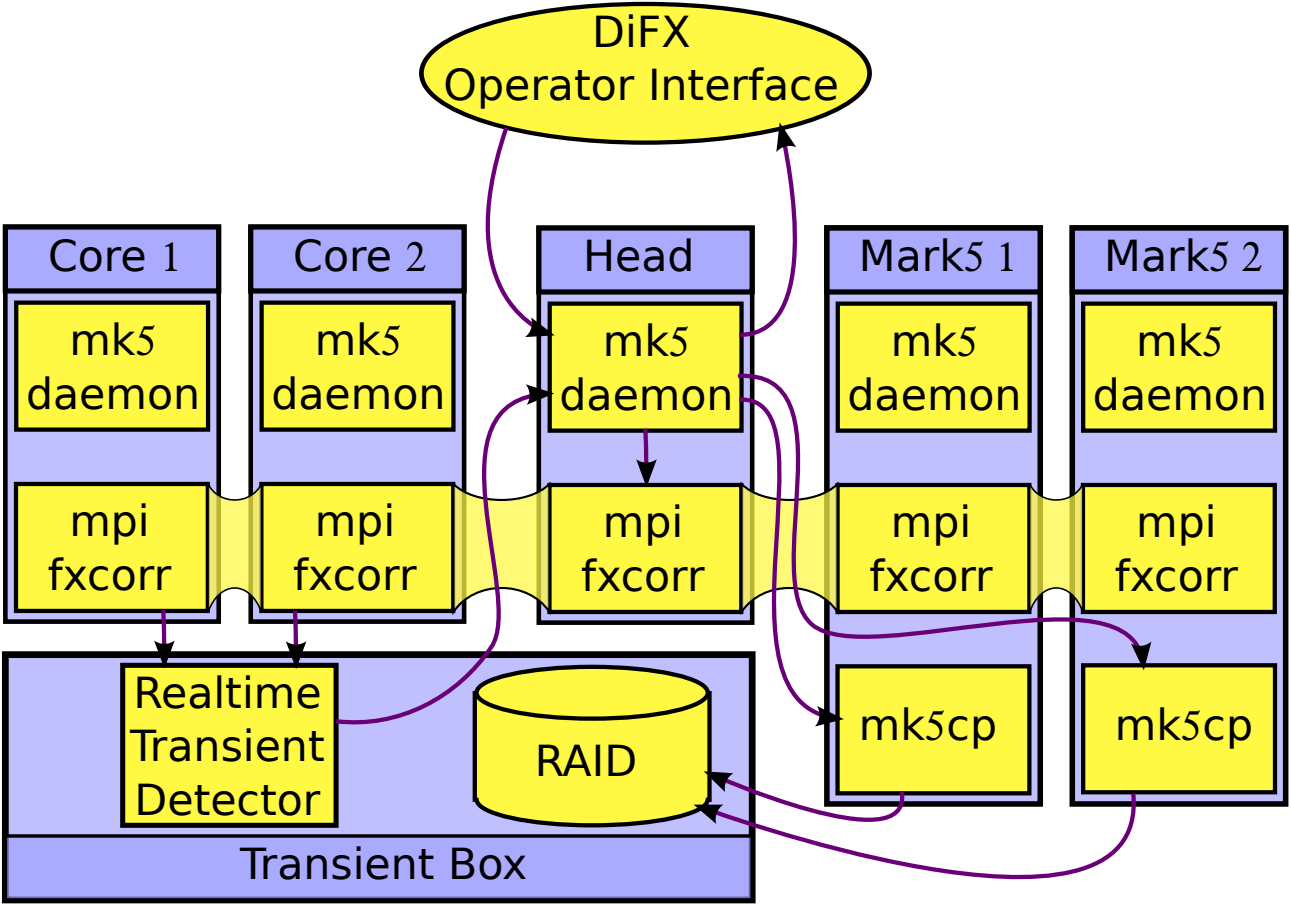 DiFX
Operator Interface
Core 1
Core 2
Head
Mark5 1
Mark5 2
mk5
daemon
mk5
daemon
mk5
daemon
mk5
daemon
mk5
daemon
mpi
fxcorr
mpi
fxcorr
mpi
fxcorr
mpi
fxcorr
mpi
fxcorr
Realtime
Transient
Detector
RAID
mk5cp
mk5cp
Transient Box